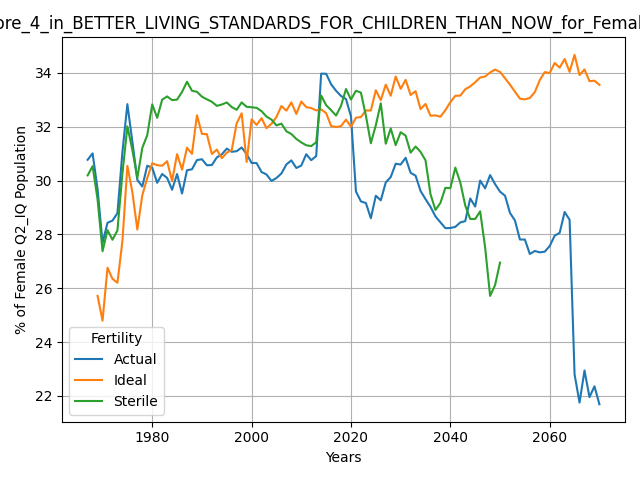 ore_4_in_BETTER_LIVING_STANDARDS_FOR_CHILDREN_THAN_NOW_for_Femal
% of Female Q2_IQ Population
34
32
30
28
26
24
22
Fertility
Actual
Ideal
Sterile
1980 2000 2020 2040 2060
Years